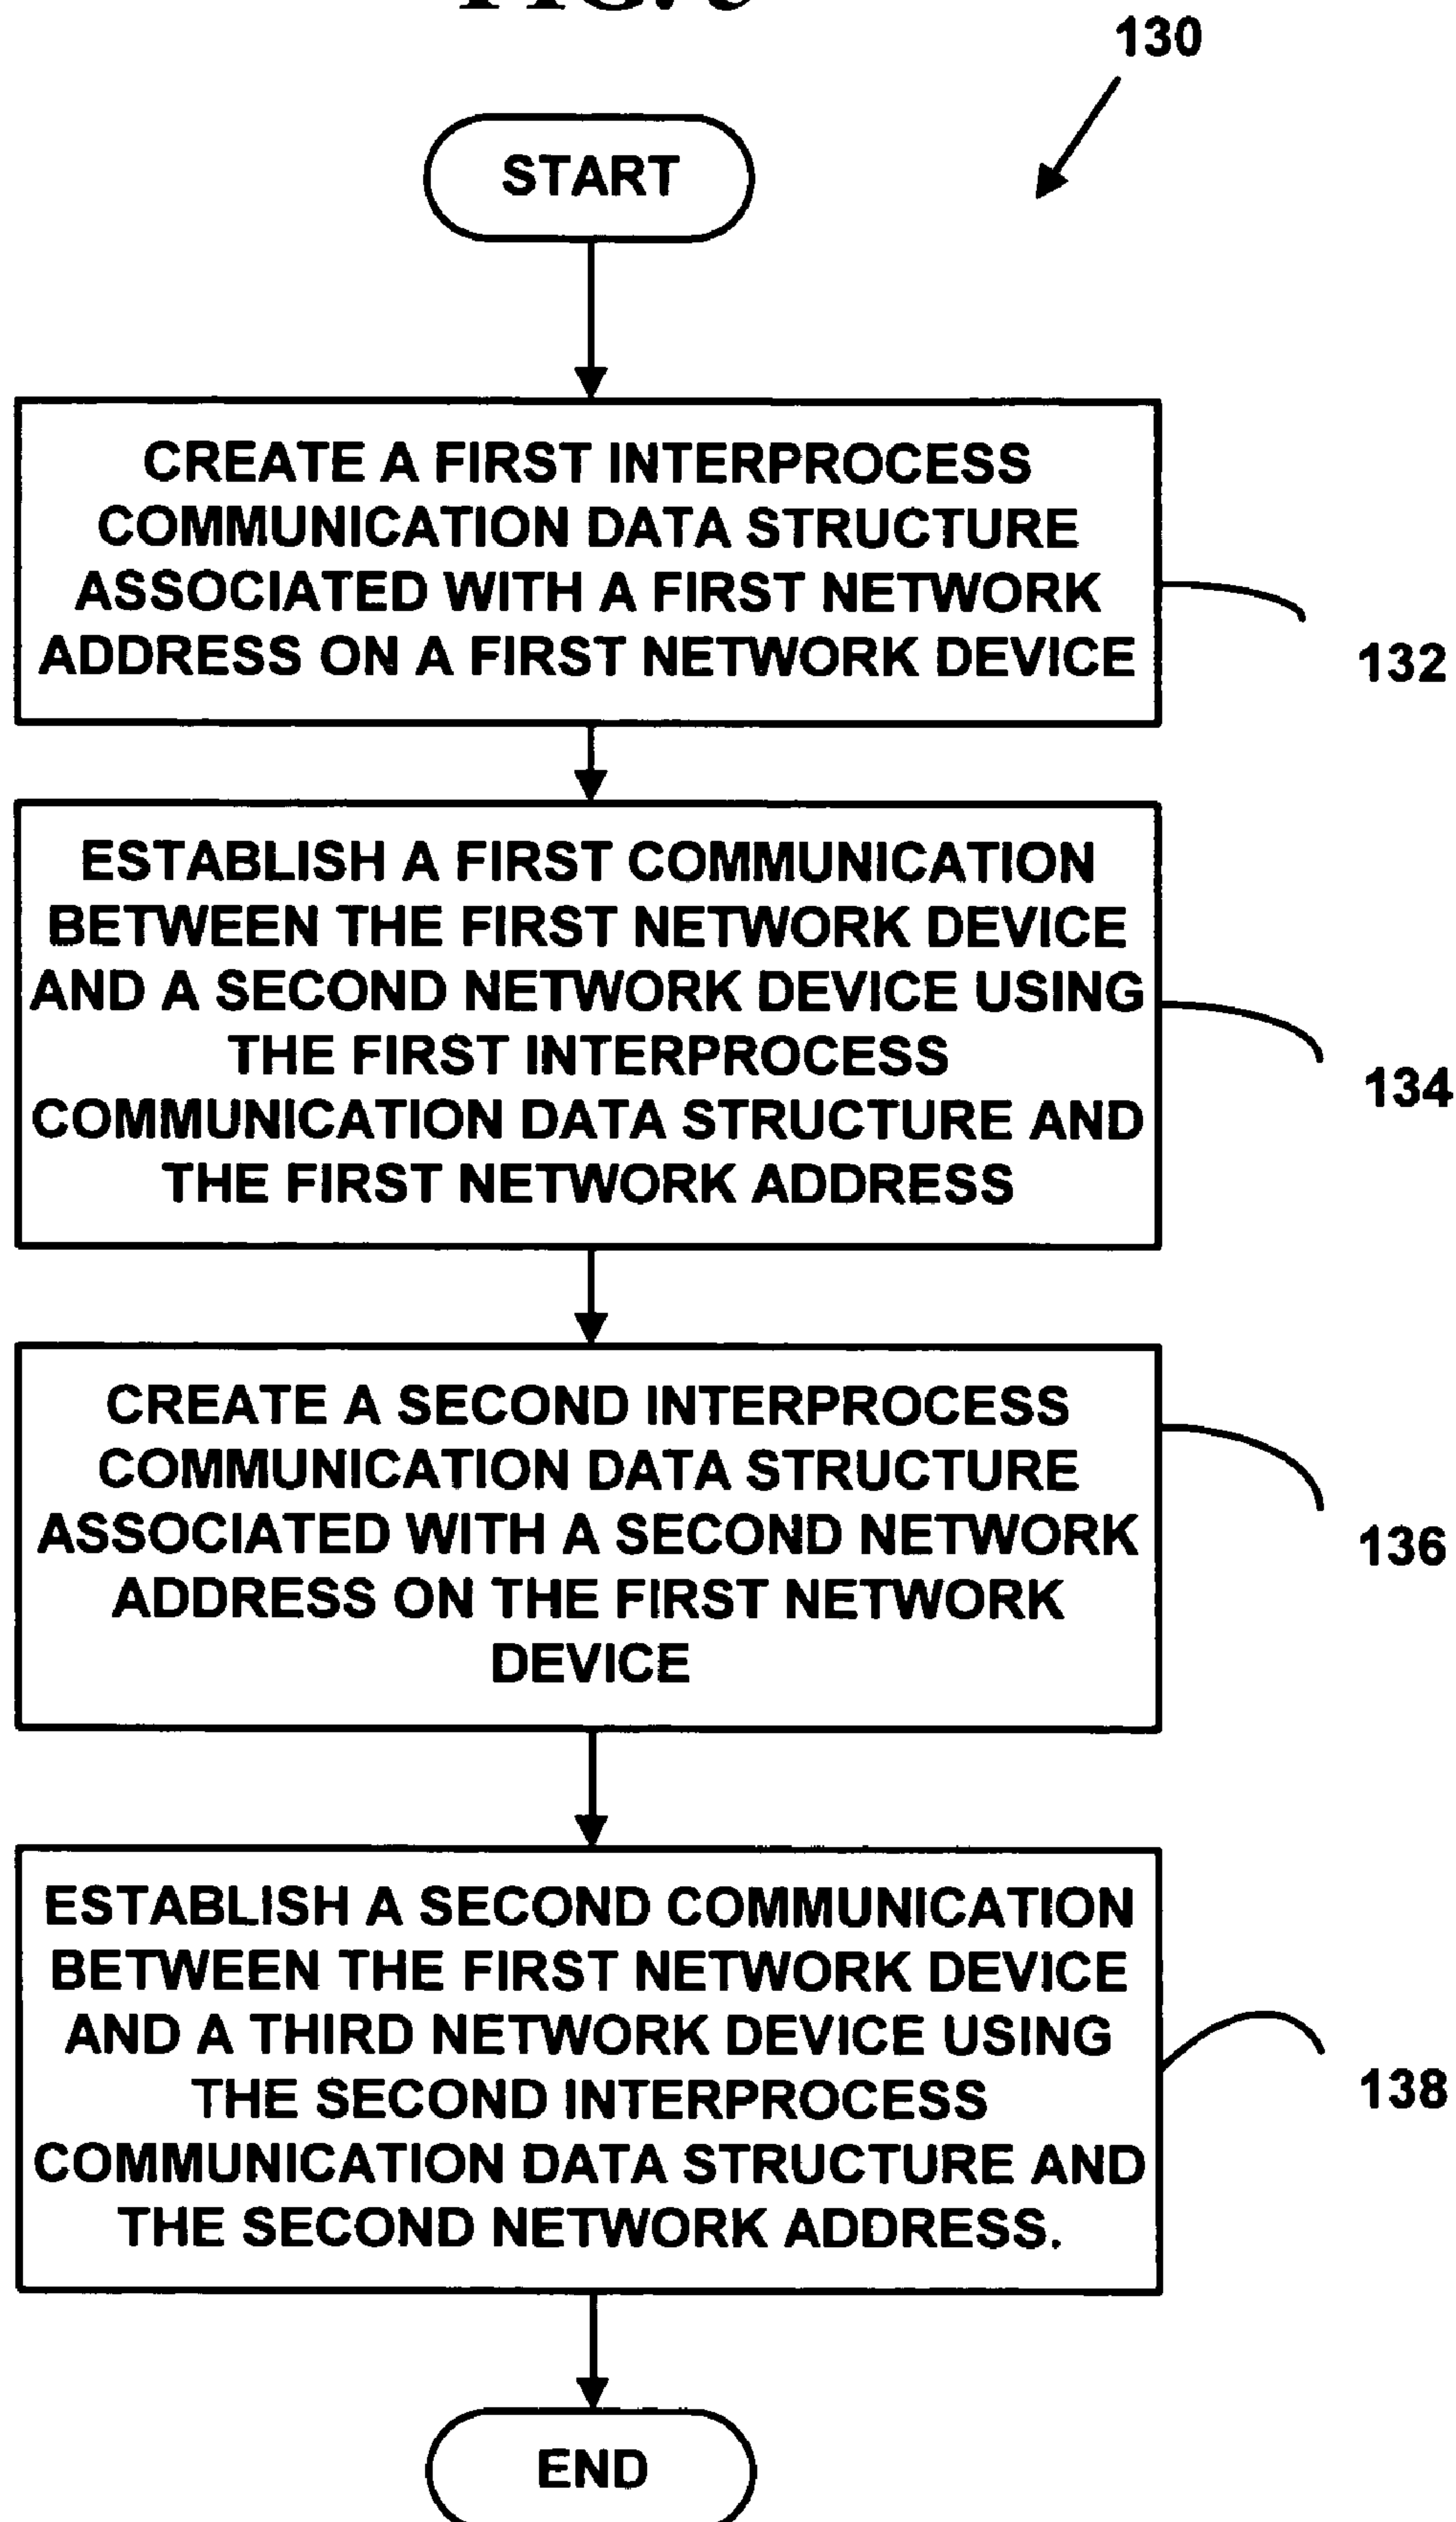 FIG.
130
START
CREATE A FIRST INTERPROCESS
COMMUNICATION DATA STRUCTURE
ASSOCIATED WITH A FIRST NETWORK
ADDRESS ON A FIRST NETWORK DEVICE
132
ESTABLISH A FIRST COMMUNICATION
BETWEEN THE FIRST NETWORK DEVICE
AND A SECOND NETWORK DEVICE USING
THE FIRST INTERPROCESS
COMMUNICATION DATA STRUCTURE AND
THE FIRST NETWORK ADDRESS
134
CREATE A SECOND INTERPROCESS
COMMUNICATION DATA STRUCTURE
ASSOCIATED WITH A SECOND NETWORK
ADDRESS ON THE FIRST NETWORK
DEVICE
136
ESTABLISH A SECOND COMMUNICATION
BETWEEN THE FIRST NETWORK DEVICE
AND A THIRD NETWORK DEVICE USING
THE SECOND INTERPROCESS
COMMUNICATION DATA STRUCTURE AND
THE SECOND NETWORK ADDRESS.
138
END